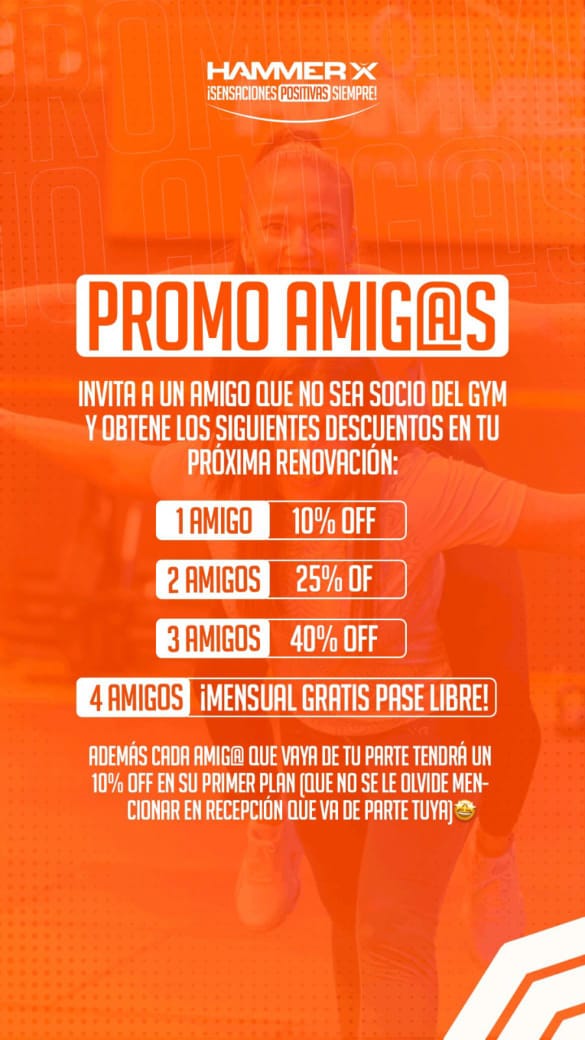 HAMMER X
¡SENSACIONES POSITIVAS SIEMPRE!
PROMO AMIG@S
INVITA A UN AMIGO QUE NO SEA SOCIO DEL GYM
Y OBTENE LOS SIGUIENTES DESCUENTOS EN TU
PRÓXIMA RENOVACIÓN:
1 AMIGO 10% OFF
2 AMIGOS 25% OF
3 AMIGOS 40% OFF
4 AMIGOS ¡MENSUAL GRATIS PASE LIBRE!
ADEMÁS CADA AMIG@ QUE VAYA DE TU PARTE TENDRÁ UN
10% OFF EN SU PRIMER PLAN (QUE NO SE LE OLVIDE MEN-
CIONAR EN RECEPCIÓN QUE VA DE PARTE TUYA)🤩